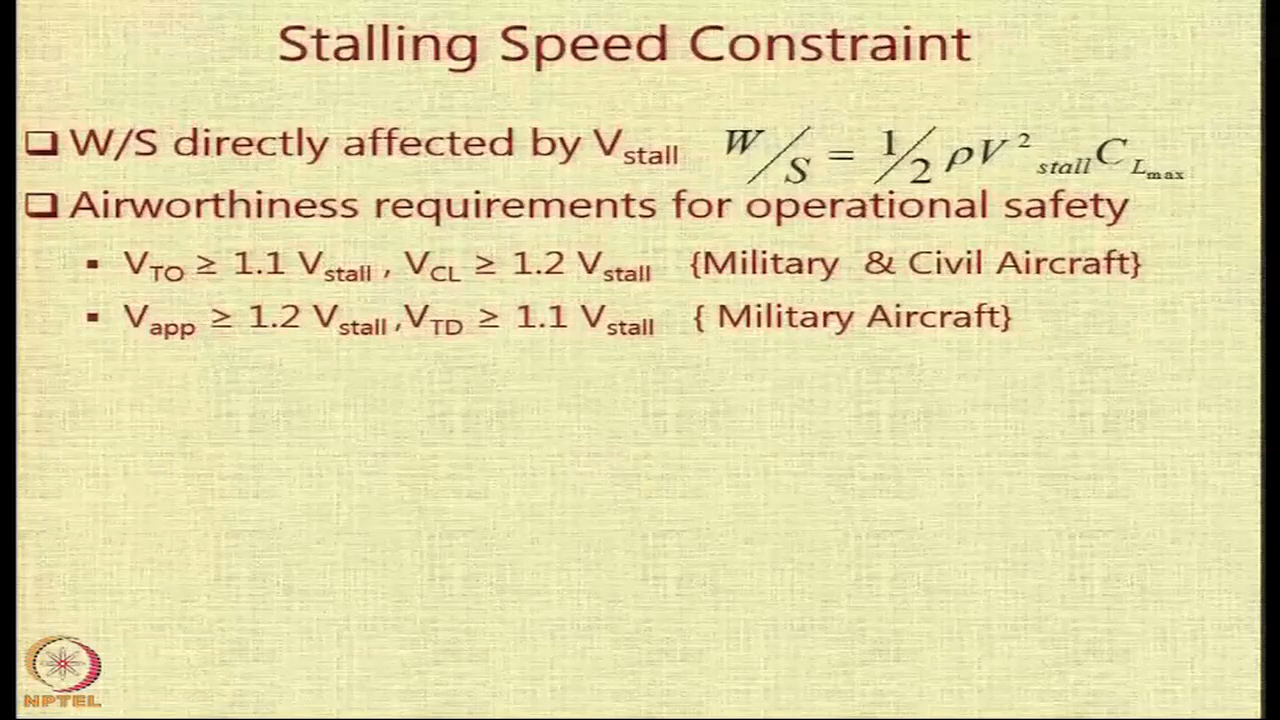 Stalling Speed Constraint
❑ W/S directly affected by V_stall W/S = 1/2 ρV²_stall C_L_max
❑ Airworthiness requirements for operational safety
▪ V_TO ≥ 1.1 V_stall , V_CL ≥ 1.2 V_stall {Military & Civil Aircraft}
▪ V_app ≥ 1.2 V_stall ,V_TD ≥ 1.1 V_stall { Military Aircraft}
NPTEL